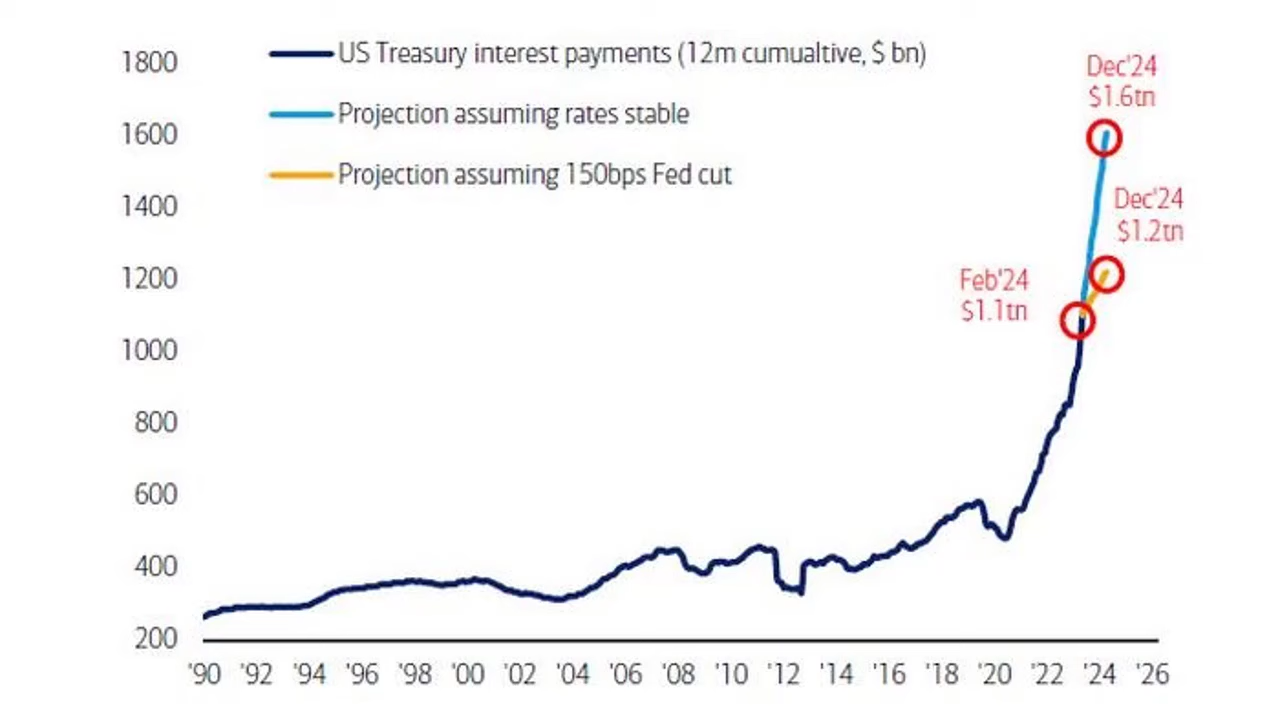 US Treasury interest payments (12m cumualtive, $ bn)
Projection assuming rates stable
Projection assuming 150bps Fed cut
1800
1600
1400
1200
1000
800
600
400
200
Dec'24
$1.6tn
Dec'24
$1.2tn
Feb'24
$1.1tn
'90 '92 '94 '96 '98 '00 '02 '04 '06 '08 '10 '12 '14 '16 '18 '20 '22 '24 '26